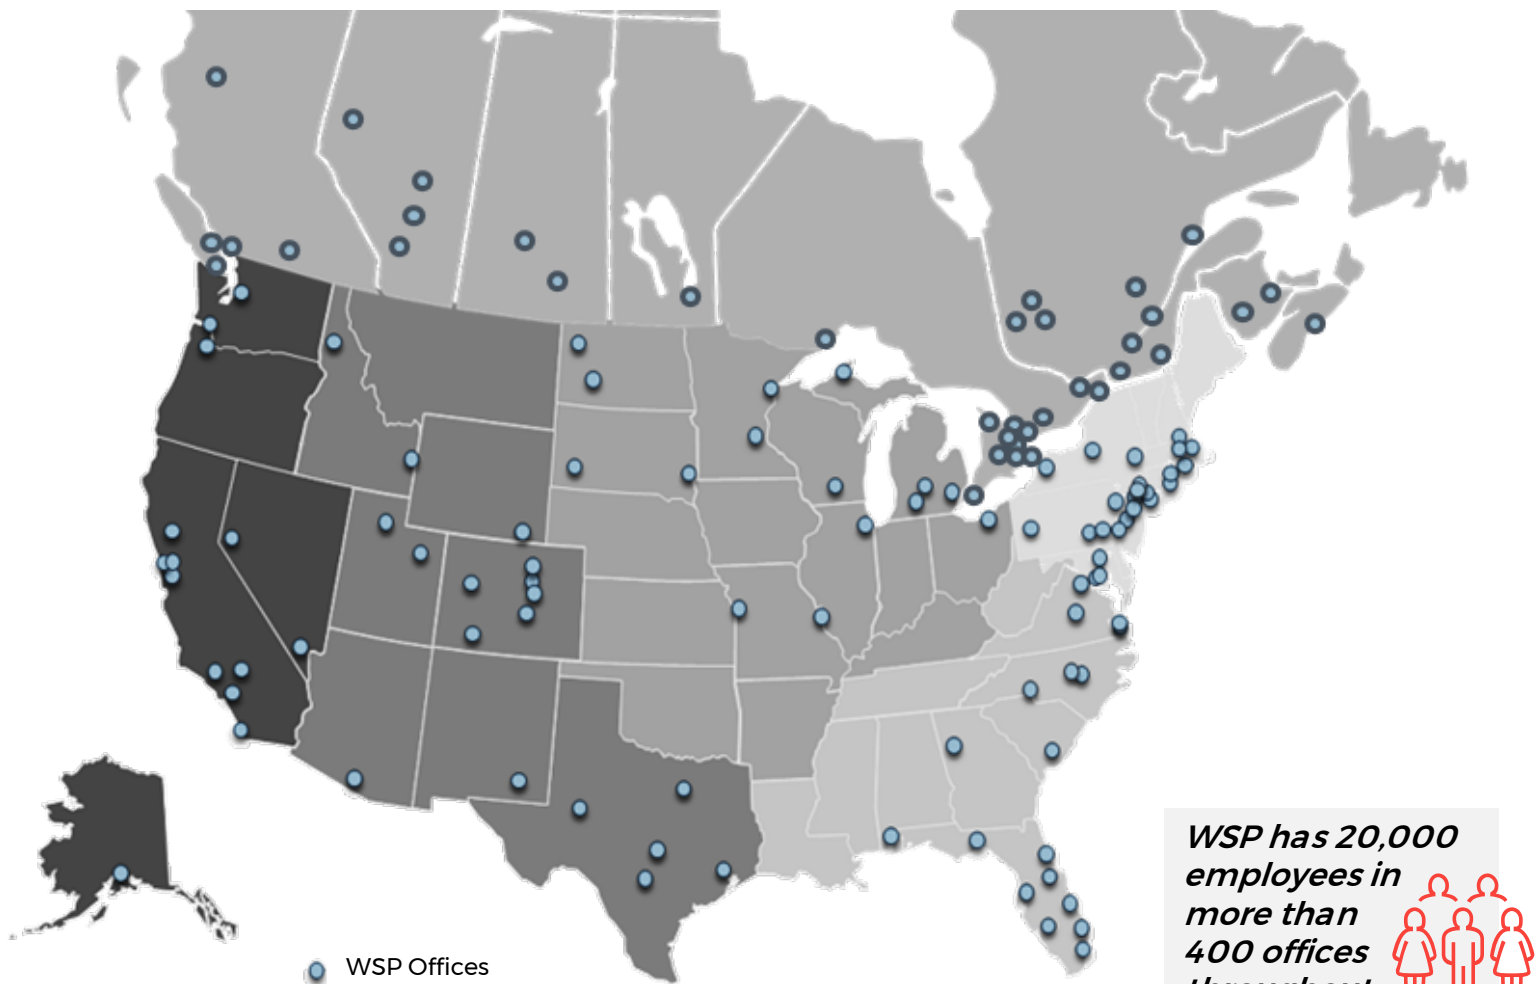 WSP Offices
WSP has 20,000
employees in
more than
400 offices